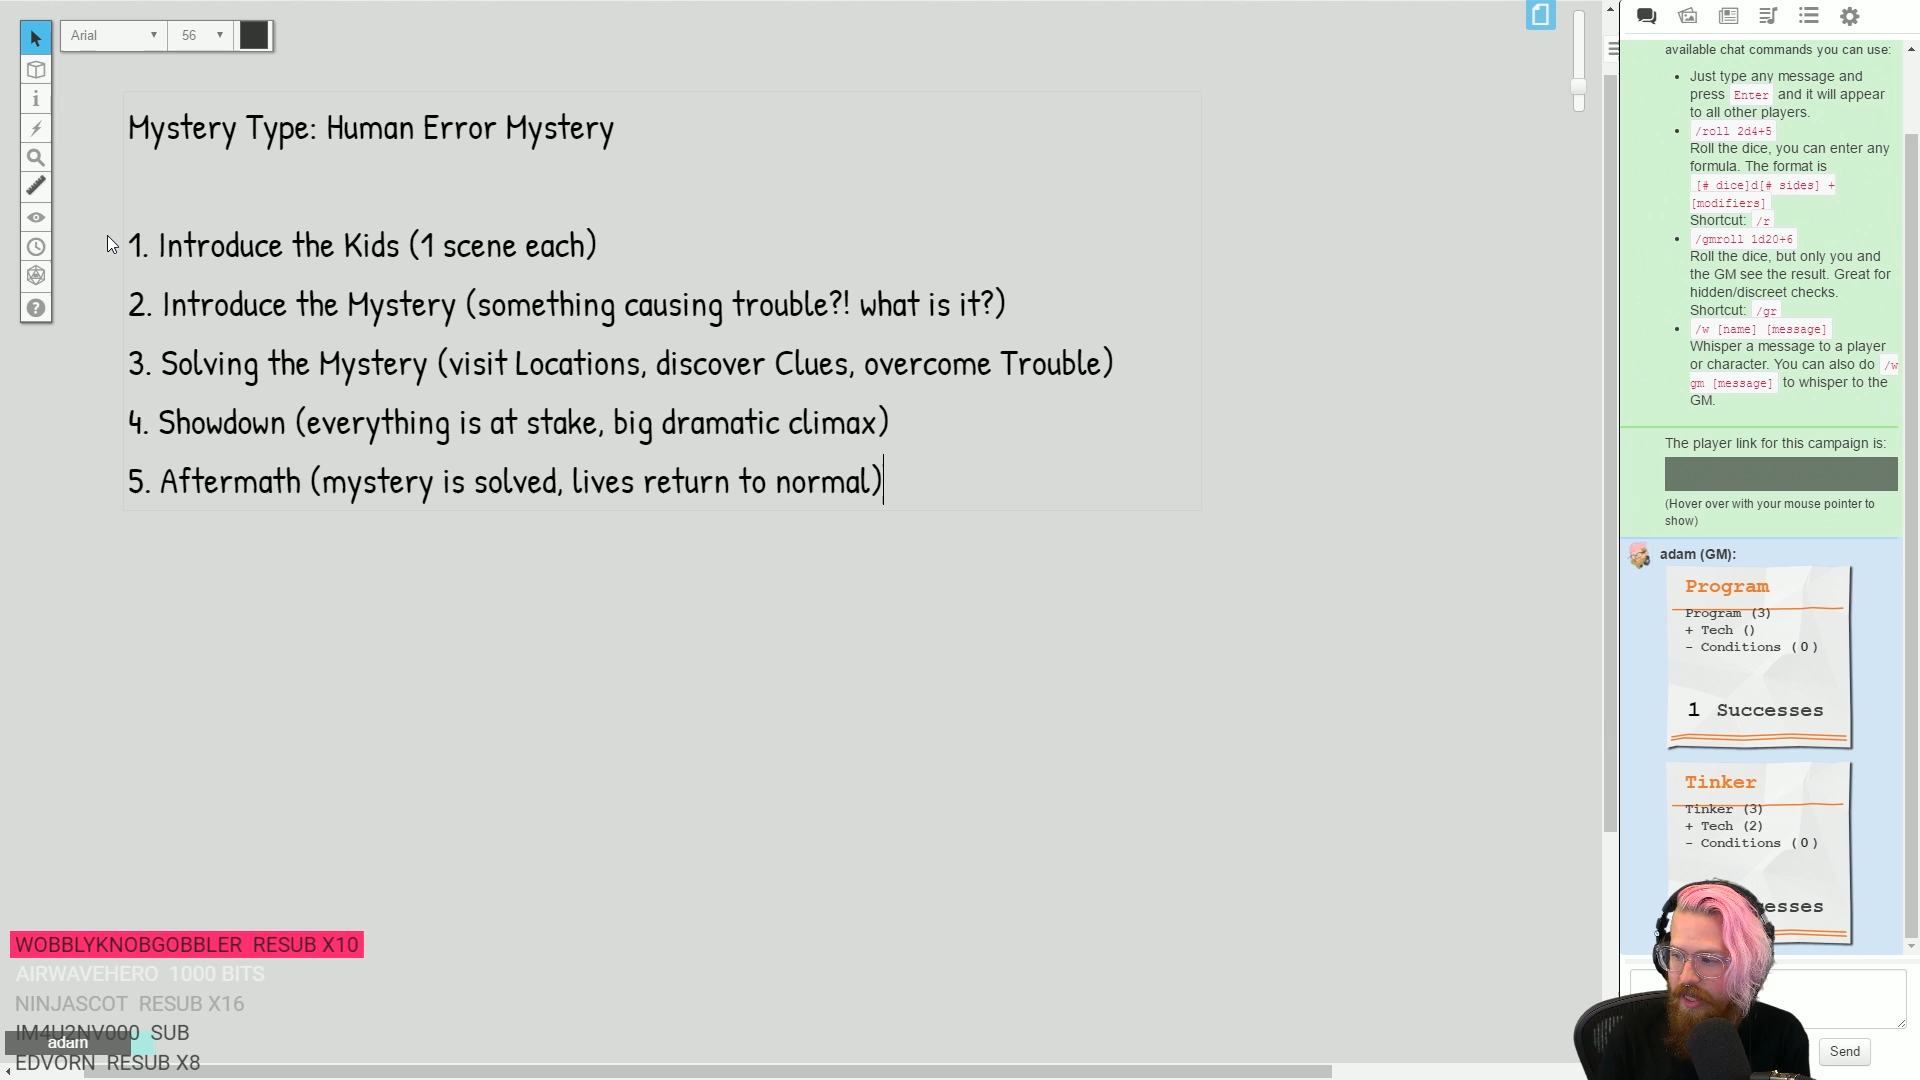 Arial
56
Mystery Type: Human Error Mystery
1. Introduce the Kids (1 scene each)
2. Introduce the Mystery (something causing trouble?! what is it?)
3. Solving the Mystery (visit Locations, discover Clues, overcome Trouble)
4. Showdown (everything is at stake, big dramatic climax)
5. Aftermath (mystery is solved, lives return to normal)
WOBBLYKNOBGOBBLER RESUB X10
AIRWAVEHERO 1000 BITS
NINJASCOT RESUB X16
IM4U2NV000 SUB
adam
EDVORN RESUB X8
available chat commands you can use:
Just type any message and
press Enter and it will appear
to all other players.
/roll 2d4+5
Roll the dice, you can enter any
formula. The format is
[# dice]d[# sides] +
[modifiers]
Shortcut: /r
/gmroll 1d20+6
Roll the dice, but only you and
the GM see the result. Great for
hidden/discreet checks.
Shortcut: /gr
/w [name] [message]
Whisper a message to a player
or character. You can also do /w
gm [message] to whisper to the
GM.
The player link for this campaign is:
(Hover over with your mouse pointer to
show)
adam (GM):
Program
Program (3)
+ Tech ()
- Conditions (0)
1 Successes
Tinker
Tinker (3)
+ Tech (2)
- Conditions (0)
Send